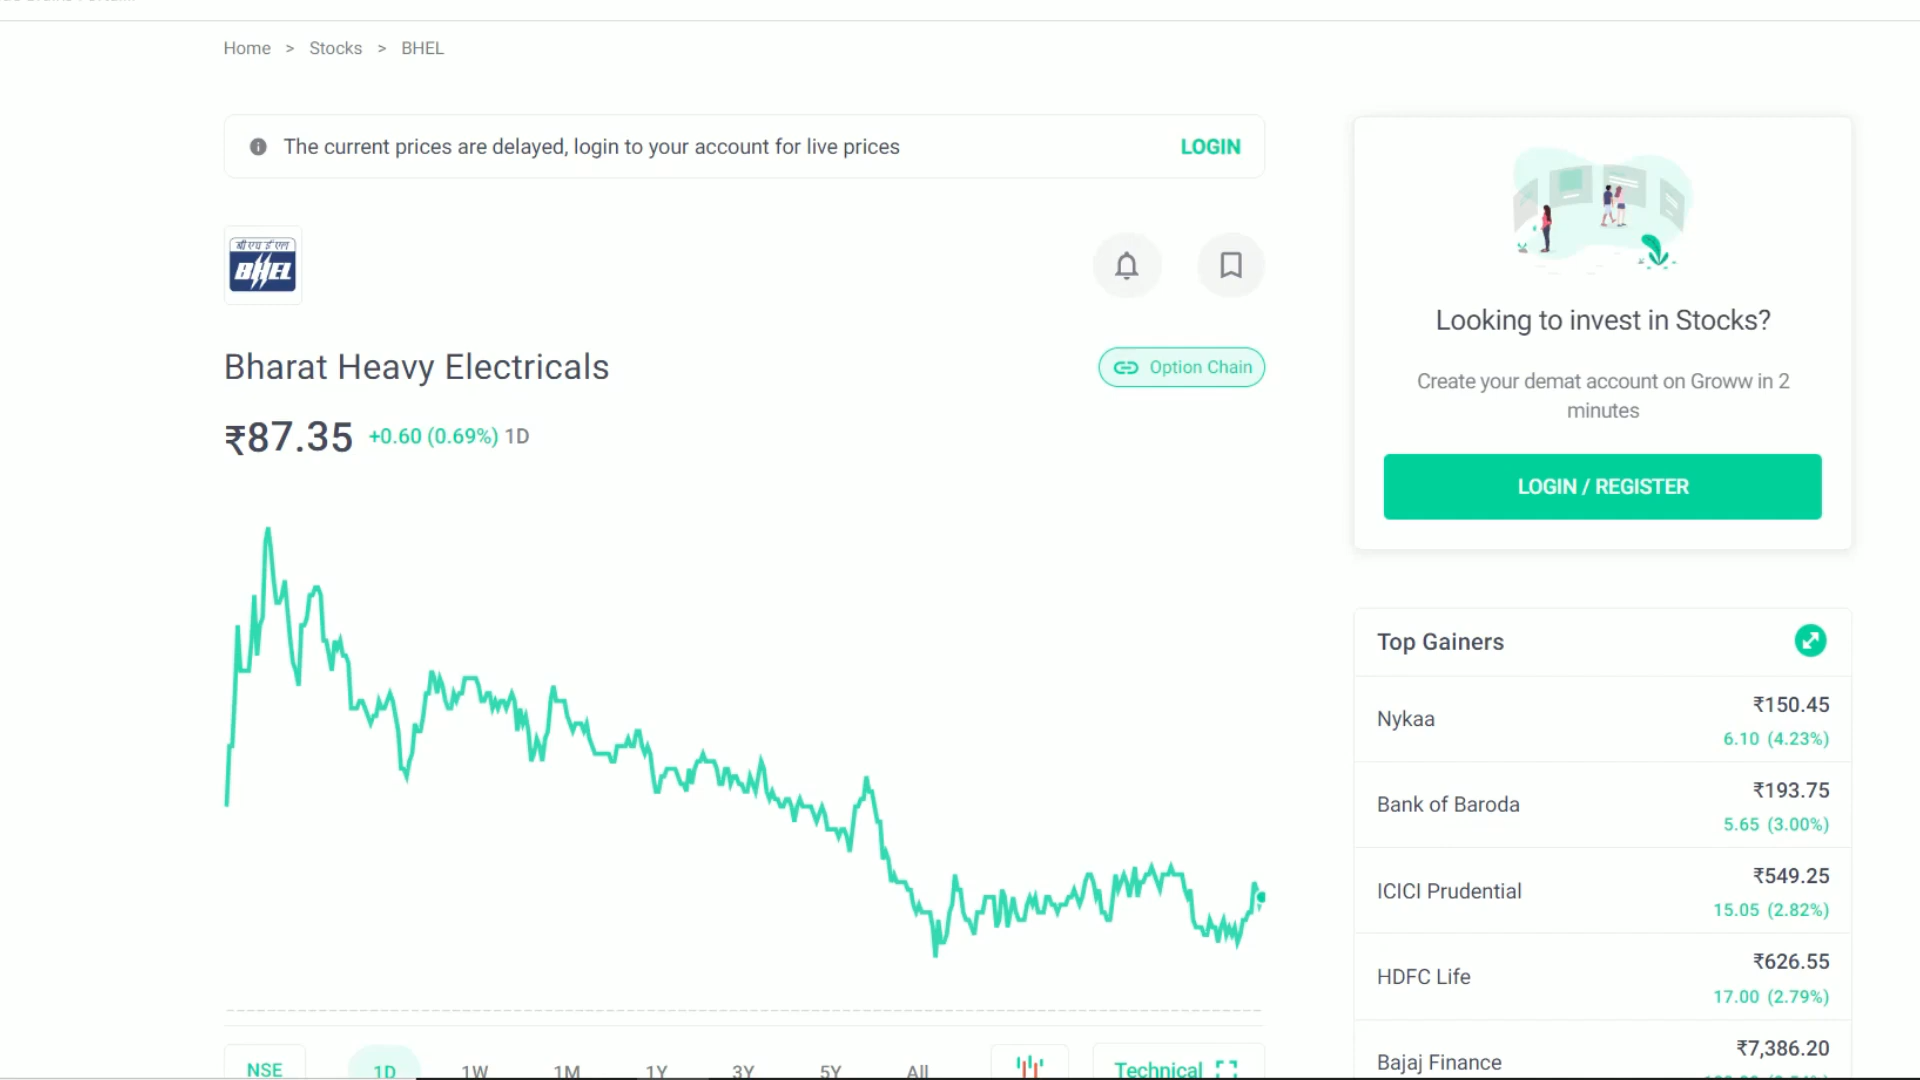 Home > Stocks > BHEL
The current prices are delayed, login to your account for live prices
LOGIN
बीएचईएल
BHEL
Bharat Heavy Electricals
Option Chain
₹87.35 +0.60 (0.69%) 1D
NSE 1D 1W 1M 1Y 3Y 5Y All Technical
Looking to invest in Stocks?
Create your demat account on Groww in 2
minutes
LOGIN / REGISTER
Top Gainers
Nykaa
₹150.45
6.10 (4.23%)
Bank of Baroda
₹193.75
5.65 (3.00%)
ICICI Prudential
₹549.25
15.05 (2.82%)
HDFC Life
₹626.55
17.00 (2.79%)
Bajaj Finance
₹7,386.20